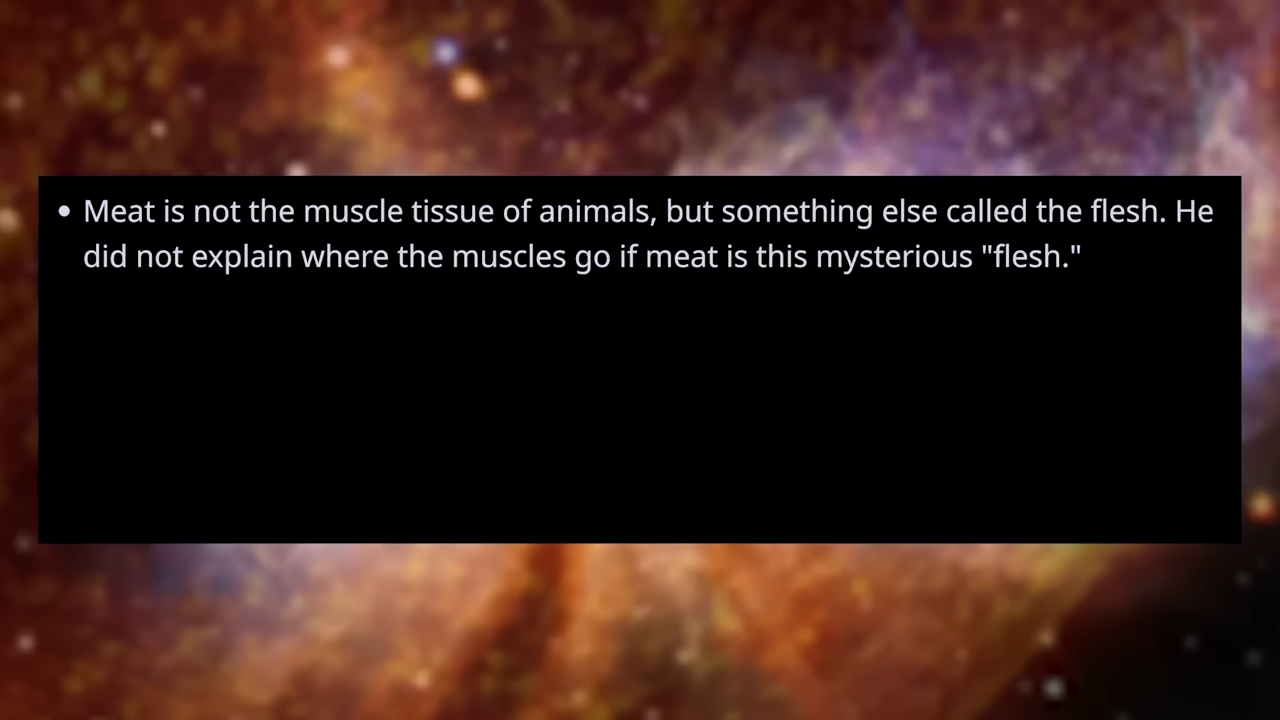 • Meat is not the muscle tissue of animals, but something else called the flesh. He
did not explain where the muscles go if meat is this mysterious "flesh."